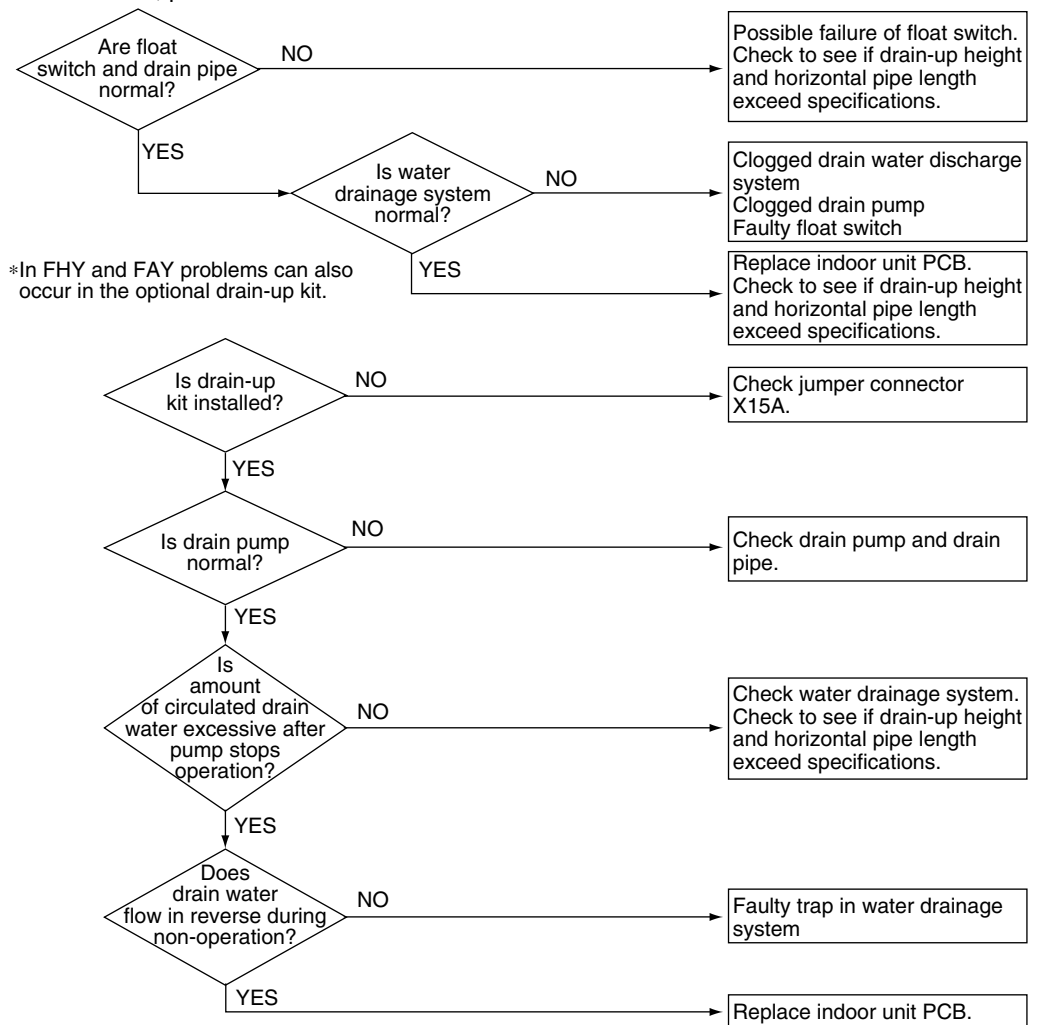 Are float
switch and drain pipe
normal?
NO
Possible failure of float switch.
Check to see if drain-up height
and horizontal pipe length
exceed specifications.
YES
Is water
drainage system
normal?
NO
Clogged drain water discharge
system
Clogged drain pump
Faulty float switch
YES
Replace indoor unit PCB.
Check to see if drain-up height
and horizontal pipe length
exceed specifications.
*In FHY and FAY problems can also
occur in the optional drain-up kit.
Is drain-up
kit installed?
NO
Check jumper connector
X15A.
YES
Is drain pump
normal?
NO
Check drain pump and drain
pipe.
YES
Is
amount
of circulated drain
water excessive after
pump stops
operation?
NO
Check water drainage system.
Check to see if drain-up height
and horizontal pipe length
exceed specifications.
YES
Does
drain water
flow in reverse during
non-operation?
NO
Faulty trap in water drainage
system
YES
Replace indoor unit PCB.